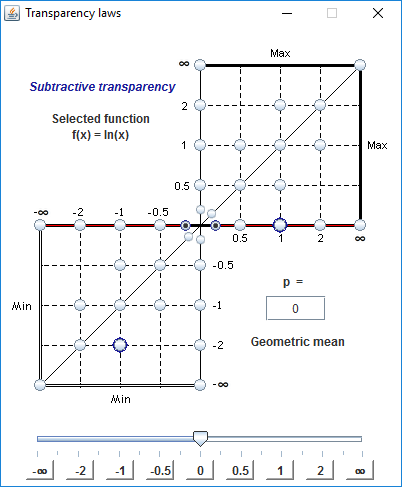 Transparency laws
Max
∞
Subtractive transparency
2
Selected function
f(x) = ln(x)
1
Max
0.5
-∞ -2 -1 -0.5
0.5 1 2 ∞
-0.5
p =
Min
-1
0
-2
Geometric mean
-∞
Min
-∞ -2 -1 -0.5 0 0.5 1 2 ∞